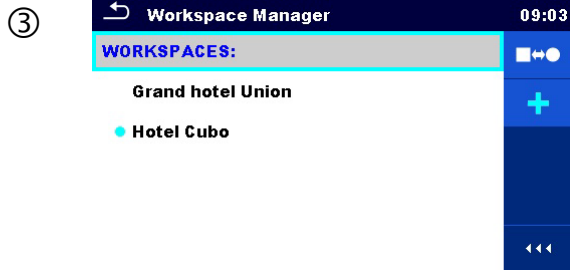 ③
Workspace Manager 09:03
WORKSPACES:
Grand hotel Union
Hotel Cubo